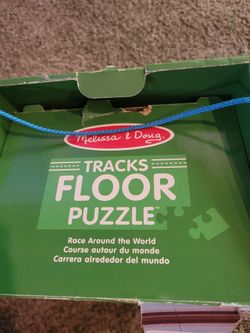 Melissa & Doug
TRACKS
FLOOR
PUZZLE
Race Around the World
Course autour du monde
Carrera alrededor del mundo